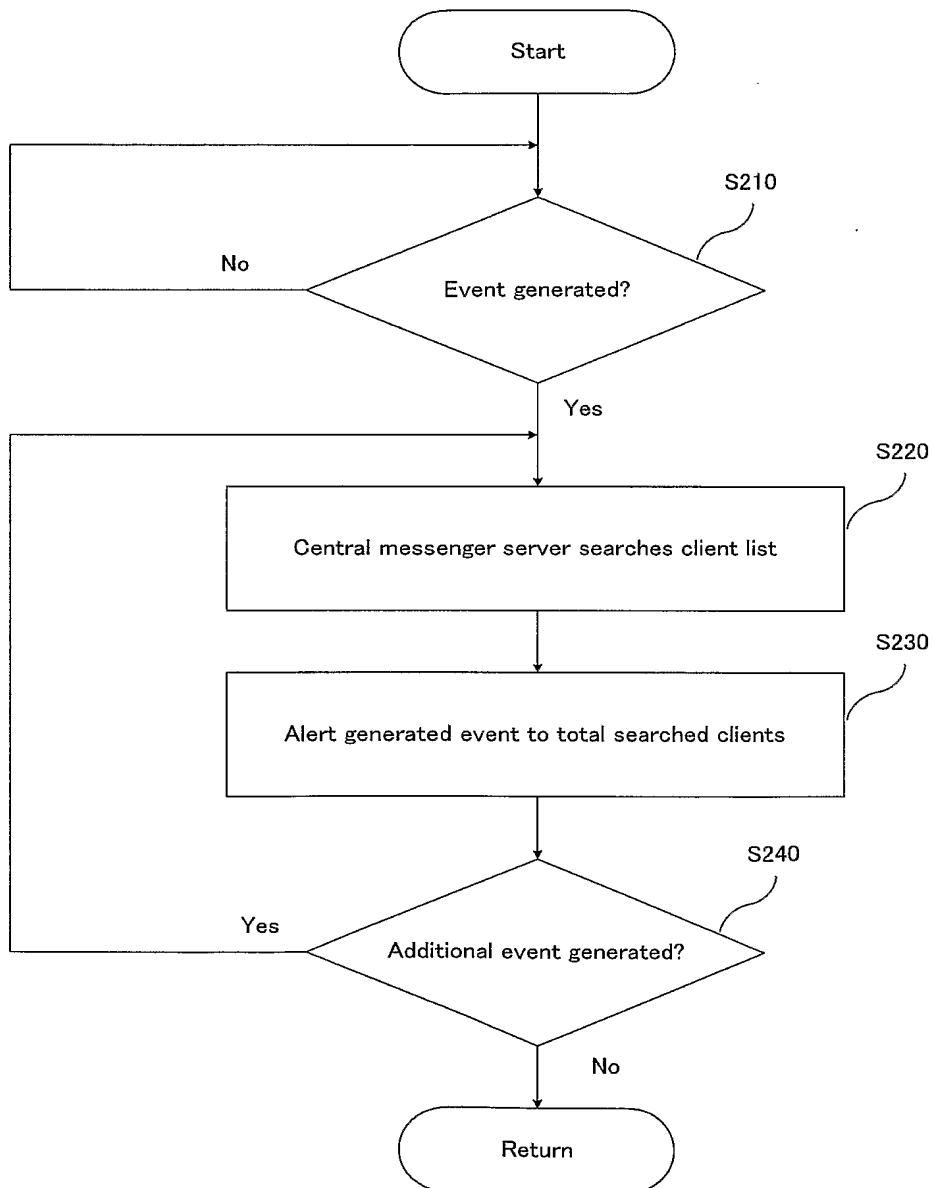 Start
S210
No
Event generated?
Yes
S220
Central messenger server searches client list
S230
Alert generated event to total searched clients
S240
Yes
Additional event generated?
No
Return